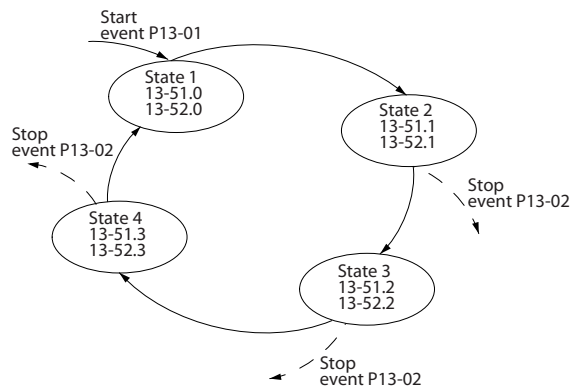 Start
event P13-01
State 1
13-51.0
13-52.0
State 2
13-51.1
13-52.1
Stop
event P13-02
Stop
event P13-02
State 4
13-51.3
13-52.3
State 3
13-51.2
13-52.2
Stop
event P13-02